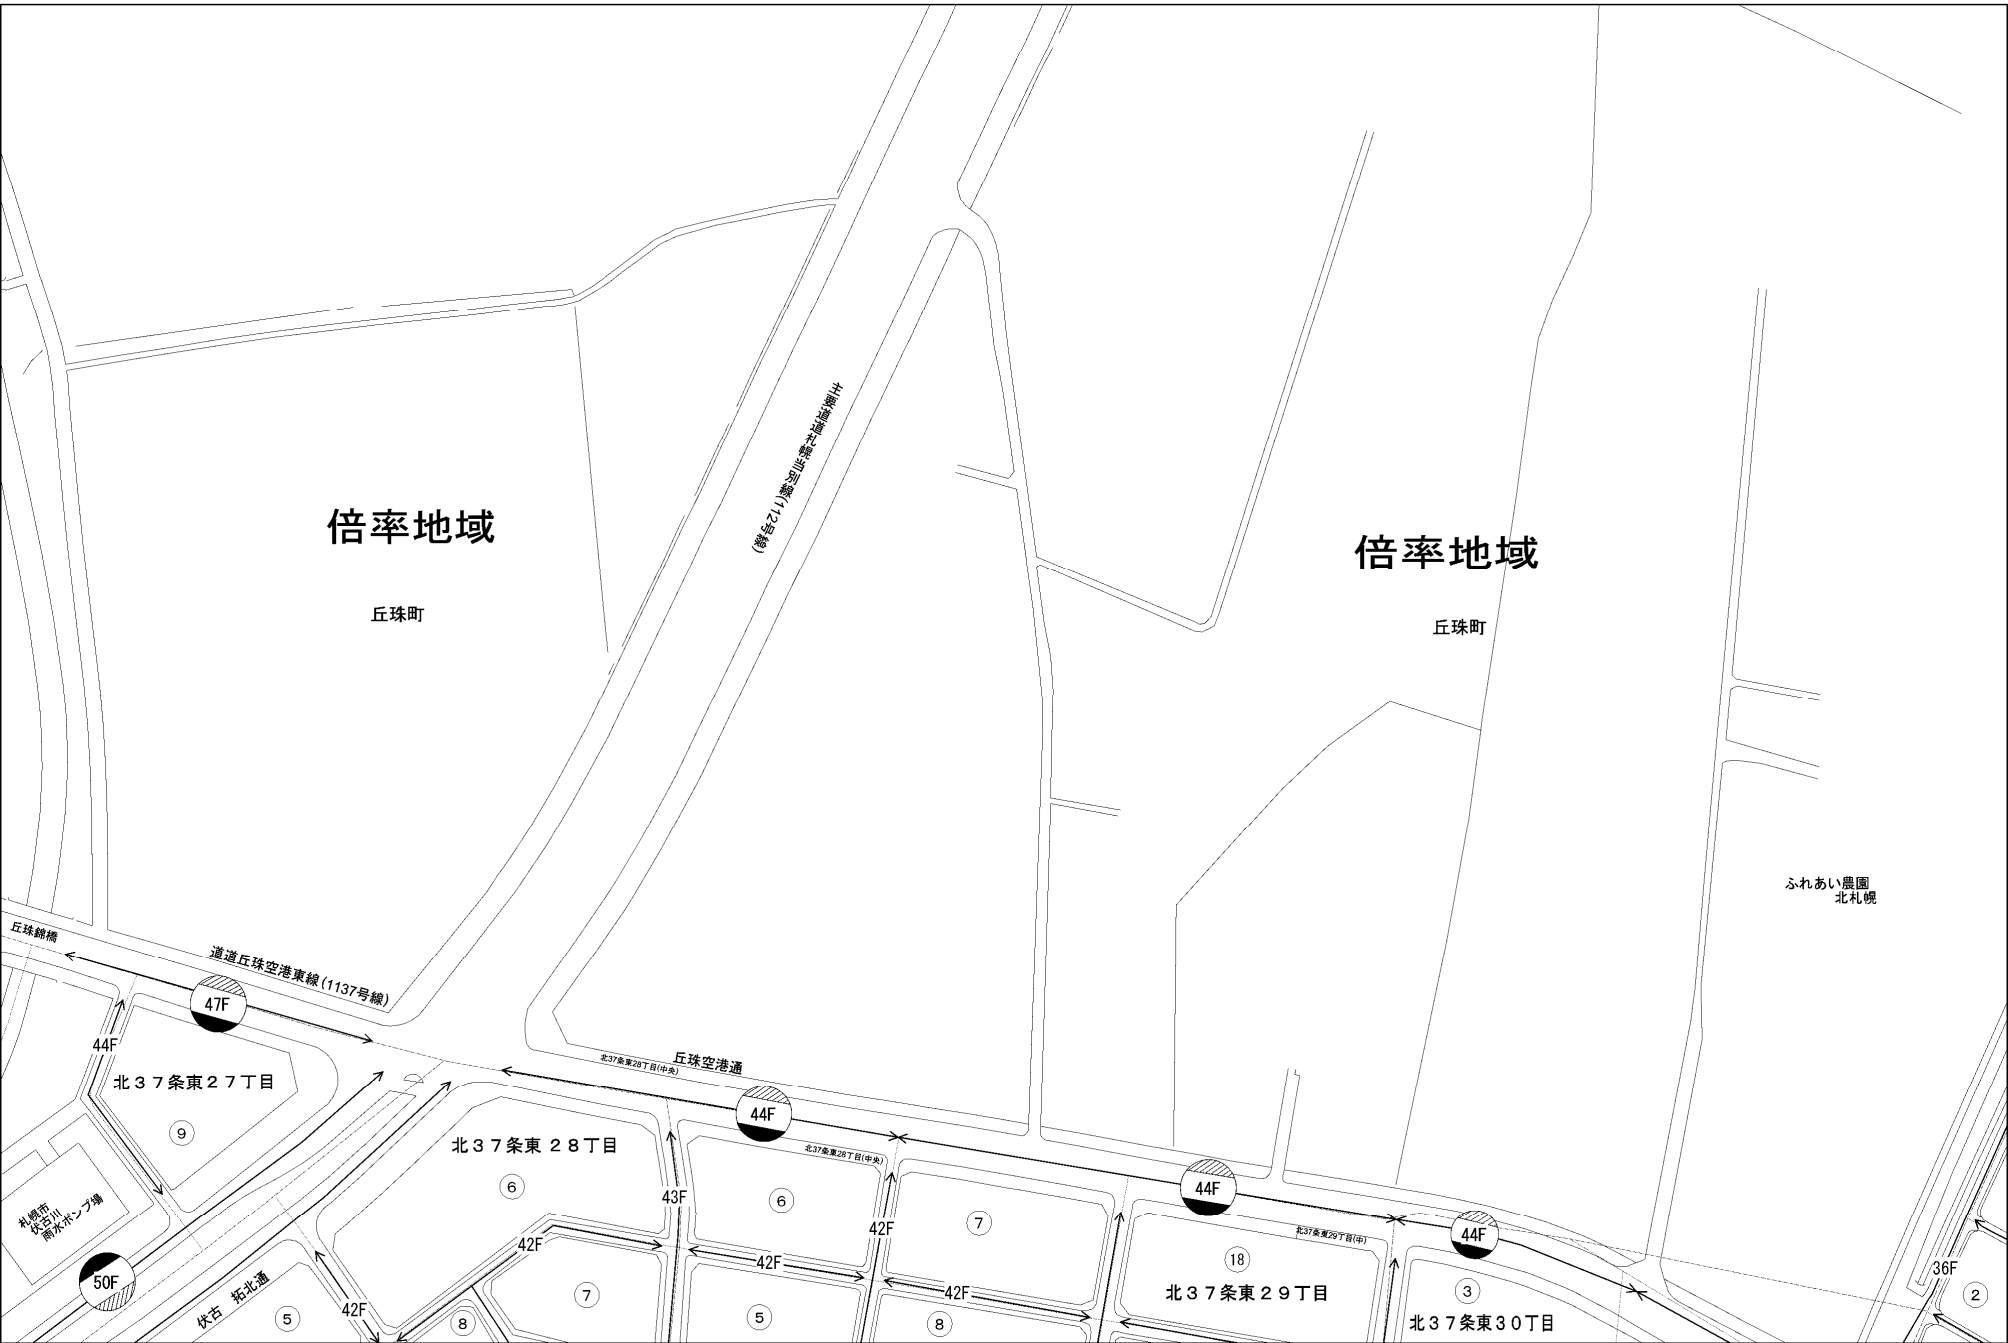 主要道道札幌当別線(112号線)
倍率地域
丘珠町
倍率地域
丘珠町
ふれあい農園
北札幌
丘珠錦橋
道道丘珠空港東線(1137号線)
47F
44F
北37条東27丁目
9
北37条東28丁目(中央)
丘珠空港通
44F
北37条東 28丁目
6
43F
北37条東28丁目(中央)
6
42F
7
44F
18
北37条東29丁目(中)
44F
北37条東29丁目
3
北37条東30丁目
36F
2
札幌市
伏古川
雨水ポンプ場
50F
伏古 拓北通
5
42F
42F
7
8
42F
5
42F
8